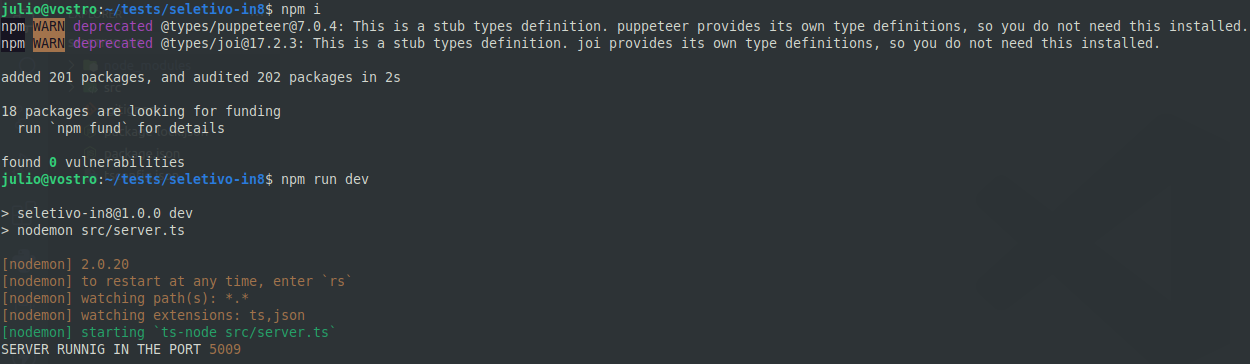 julio@vostro:~/tests/seletivo-in8$ npm i
npm WARN deprecated @types/puppeteer@7.0.4: This is a stub types definition. puppeteer provides its own type definitions, so you do not need this installed.
npm WARN deprecated @types/joi@17.2.3: This is a stub types definition. joi provides its own type definitions, so you do not need this installed.
added 201 packages, and audited 202 packages in 2s
18 packages are looking for funding
run `npm fund` for details
found 0 vulnerabilities
julio@vostro:~/tests/seletivo-in8$ npm run dev
> seletivo-in8@1.0.0 dev
> nodemon src/server.ts
[nodemon] 2.0.20
[nodemon] to restart at any time, enter `rs`
[nodemon] watching path(s): *.*
[nodemon] watching extensions: ts,json
[nodemon] starting `ts-node src/server.ts`
SERVER RUNNIG IN THE PORT 5009